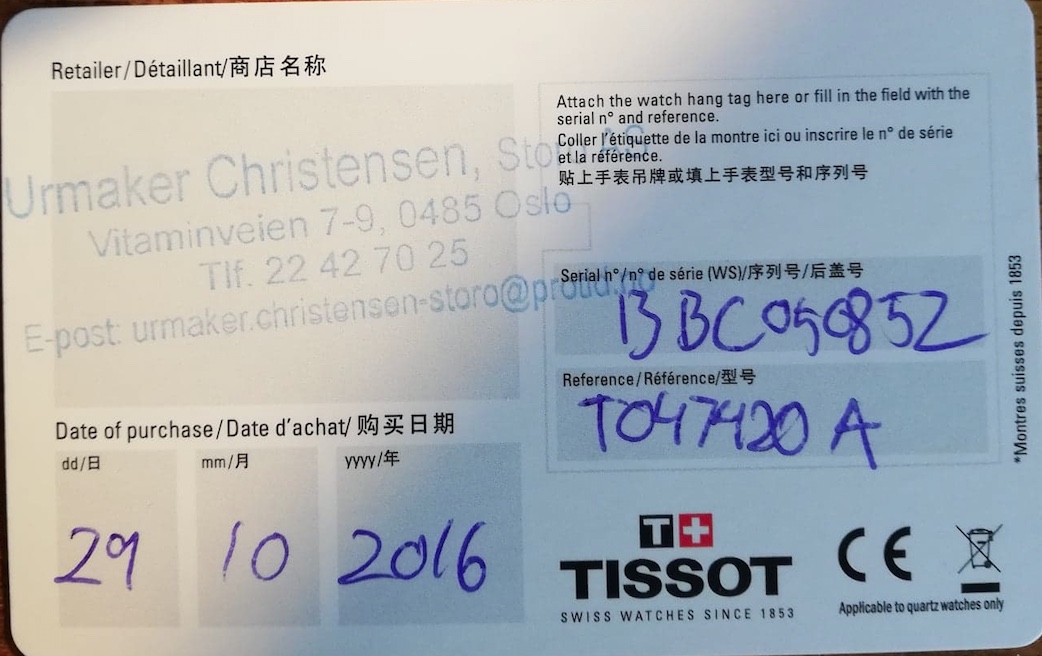 Retailer/Détaillant/商店名称
Urmaker Christensen, Storo AS
Vitaminveien 7-9, 0485 Oslo
Tlf. 22 42 70 25
E-post: urmaker.christensen-storo@proud.no
Date of purchase/Date d'achat/购买日期
dd/日 mm/月 yyyy/年
29 10 2016
Attach the watch hang tag here or fill in the field with the
serial n° and reference.
Coller l'étiquette de la montre ici ou inscrire le n° de série
et la référence.
贴上手表吊牌或填上手表型号和序列号
Serial n°/n° de série (WS)/序列号/后盖号
BBC050852
Reference/Référence/型号
T047420 A
T+
TISSOT
SWISS WATCHES SINCE 1853
CE
Applicable to quartz watches only
*Montres suisses depuis 1853